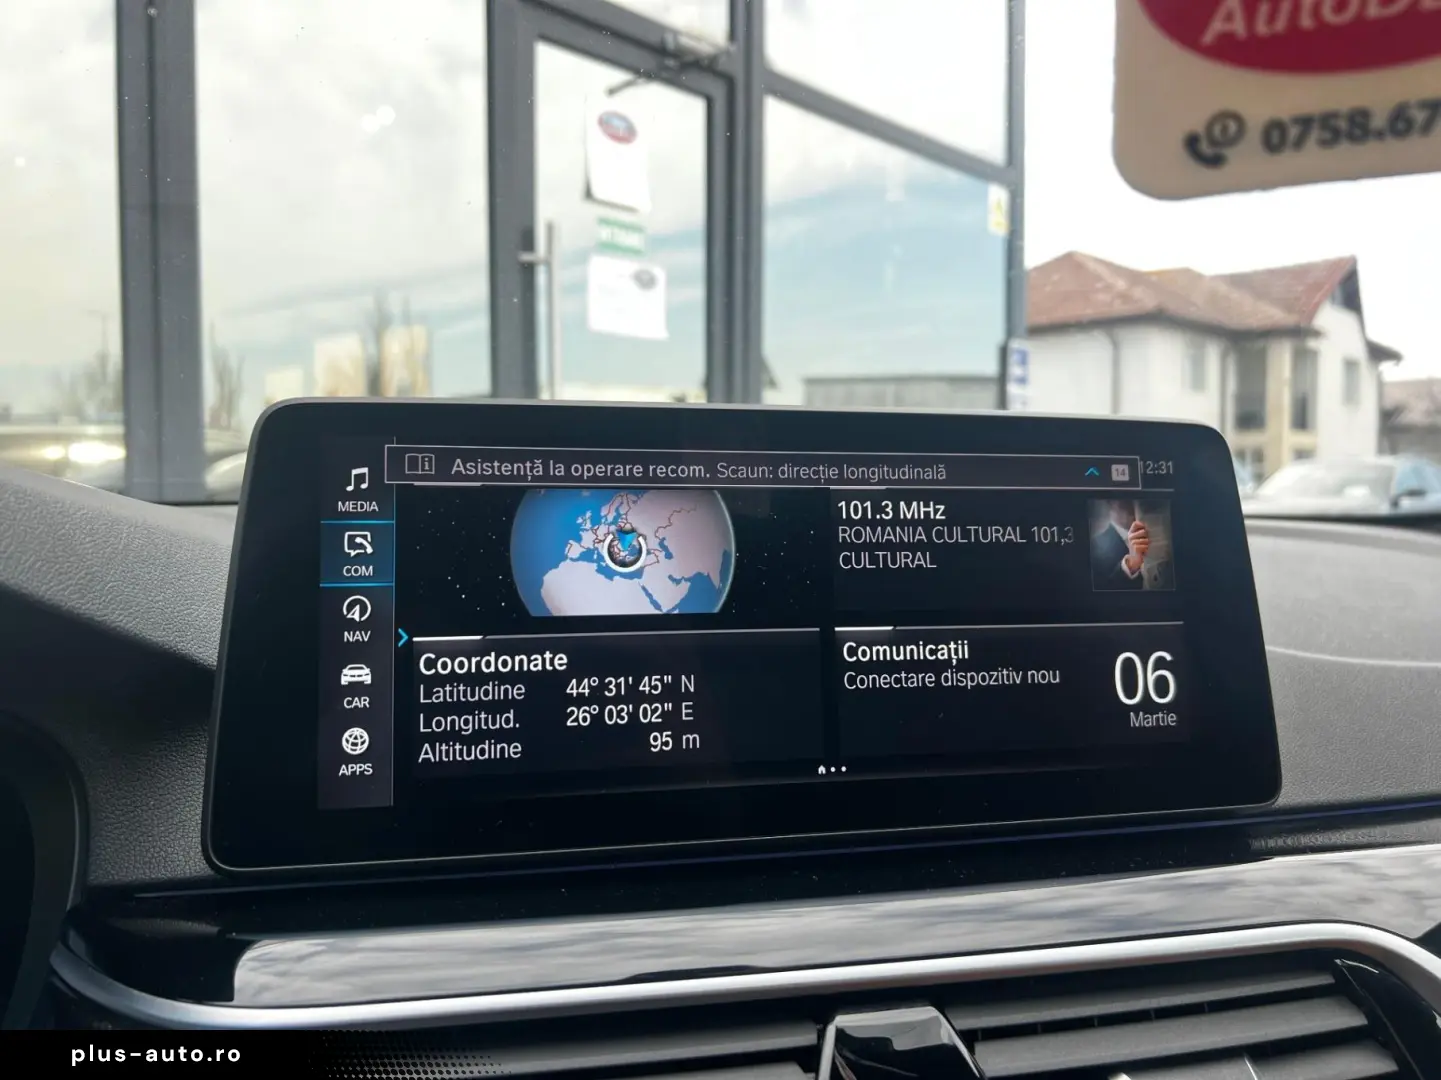 AutoDE
0758.67
MEDIA
COM
NAV
CAR
APPS
Asistență la operare recom. Scaun: direcție longitudinală
14
12:31
101.3 MHz
ROMANIA CULTURAL 101,3
CULTURAL
Coordonate
Latitudine 44° 31' 45" N
Longitud. 26° 03' 02" E
Altitudine 95 m
Comunicații
Conectare dispozitiv nou
06
Martie
plus-auto.ro